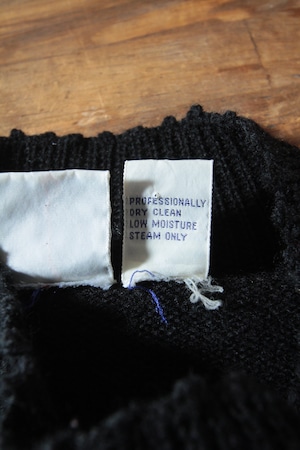 PROFESSIONALLY
DRY CLEAN
LOW MOISTURE
STEAM ONLY